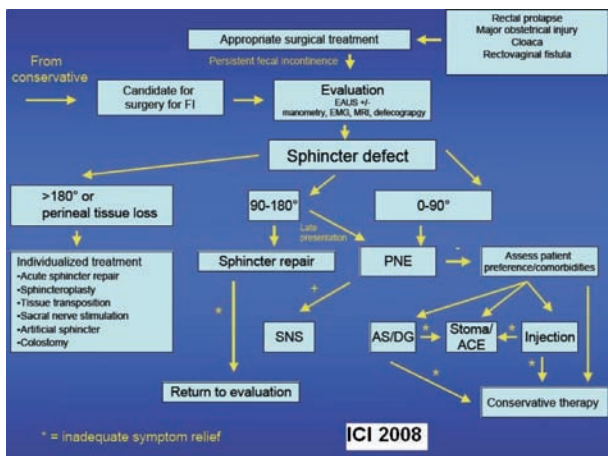 Rectal prolapse
Major obstetrical injury
Cloaca
Rectovaginal fistula
Appropriate surgical treatment
From
conservative
Persistent fecal incontinence
Candidate for
surgery for FI
Evaluation
EAUS +/-
manometry, EMG, MRI, defecograpgy
Sphincter defect
>180° or
perineal tissue loss
90-180°
0-90°
Late
presentation
Individualized treatment
•Acute sphincter repair
•Sphincteroplasty
•Tissue transposition
•Sacral nerve stimulation
•Artificial sphincter
•Colostomy
Sphincter repair
PNE
-
Assess patient
preference/comorbidities
*
+
SNS
AS/DG
*
Stoma/
ACE
*
Injection
*
*
Return to evaluation
Conservative therapy
* = inadequate symptom relief
ICI 2008